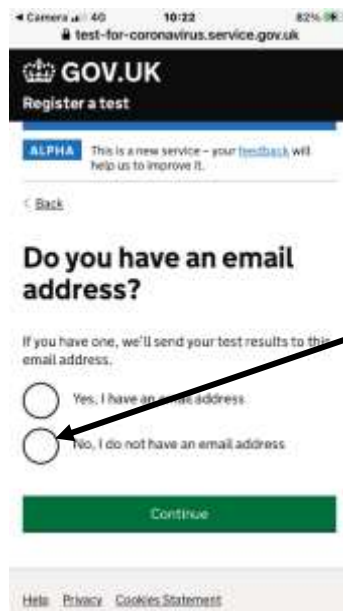 Camera 4G 10:22 82%
test-for-coronavirus.service.gov.uk
GOV.UK
Register a test
ALPHA This is a new service – your feedback will
help us to improve it.
Back
Do you have an email
address?
If you have one, we'll send your test results to this
email address.
Yes, I have an email address
No, I do not have an email address
Continue
Help Privacy Cookies Statement